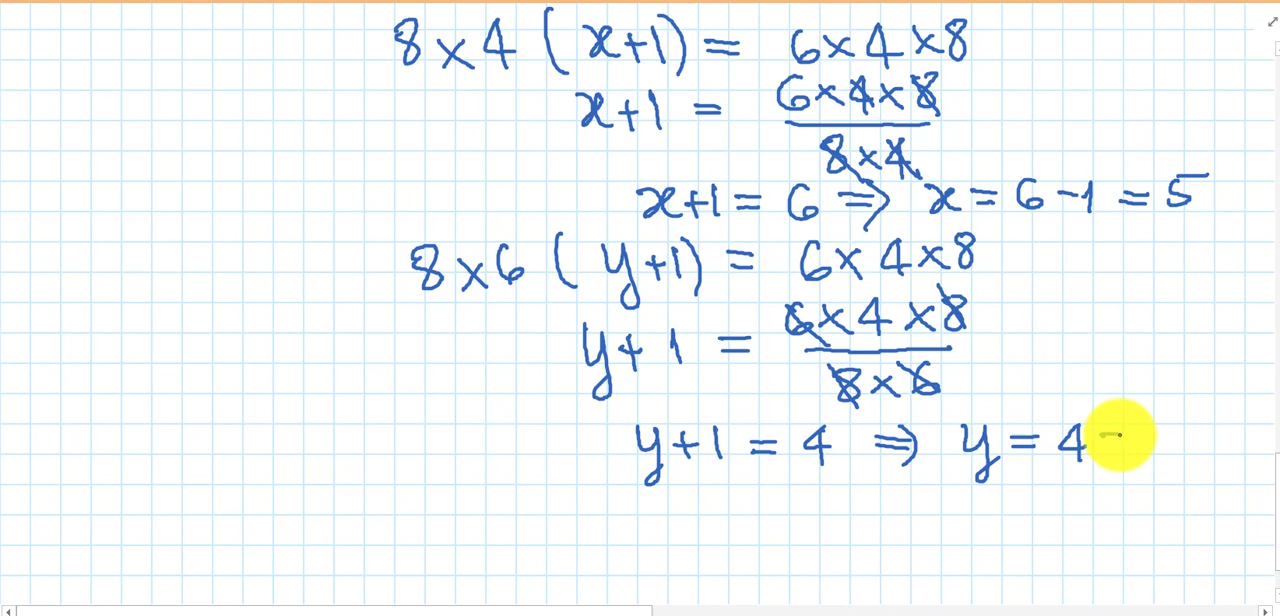 8 × 4 ( x+1) = 6 × 4 × 8
x+1 = 6 × 4 × 8 / 8 × 4
x+1 = 6 ⇒ x = 6 - 1 = 5
8 × 6 ( y+1) = 6 × 4 × 8
y+1 = 6 × 4 × 8 / 8 × 6
y+1 = 4 ⇒ y = 4 -